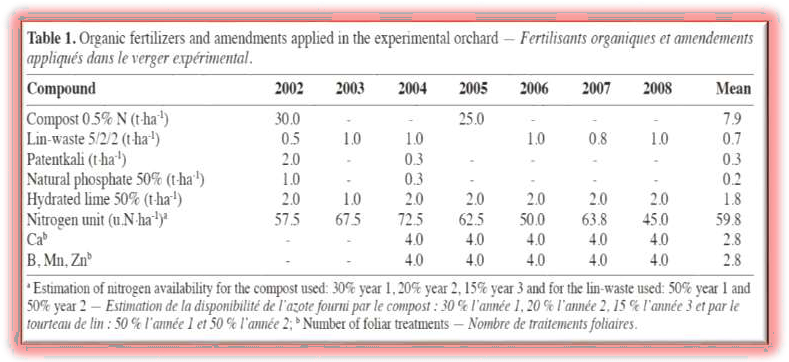 Table 1. Organic fertilizers and amendments applied in the experimental orchard — Fertilisants organiques et amendements
appliqués dans le verger expérimental.
Compound 2002 2003 2004 2005 2006 2007 2008 Mean
Compost 0.5% N (t·ha⁻¹) 30.0 - - 25.0 - - - 7.9
Lin-waste 5/2/2 (t·ha⁻¹) 0.5 1.0 1.0 1.0 0.8 1.0 0.7
Patentkali (t·ha⁻¹) 2.0 - 0.3 - - - - 0.3
Natural phosphate 50% (t·ha⁻¹) 1.0 - 0.3 - - - - 0.2
Hydrated lime 50% (t·ha⁻¹) 2.0 1.0 2.0 2.0 2.0 2.0 2.0 1.8
Nitrogen unit (u.N·ha⁻¹)ᵃ 57.5 67.5 72.5 62.5 50.0 63.8 45.0 59.8
Caᵇ - - 4.0 4.0 4.0 4.0 4.0 2.8
B, Mn, Znᵇ - - 4.0 4.0 4.0 4.0 4.0 2.8
ᵃ Estimation of nitrogen availability for the compost used: 30% year 1, 20% year 2, 15% year 3 and for the lin-waste used: 50% year 1 and
50% year 2 — Estimation de la disponibilité de l'azote fourni par le compost : 30 % l'année 1, 20 % l'année 2, 15 % l'année 3 et par le
tourteau de lin : 50 % l'année 1 et 50 % l'année 2; ᵇ Number of foliar treatments — Nombre de traitements foliaires.